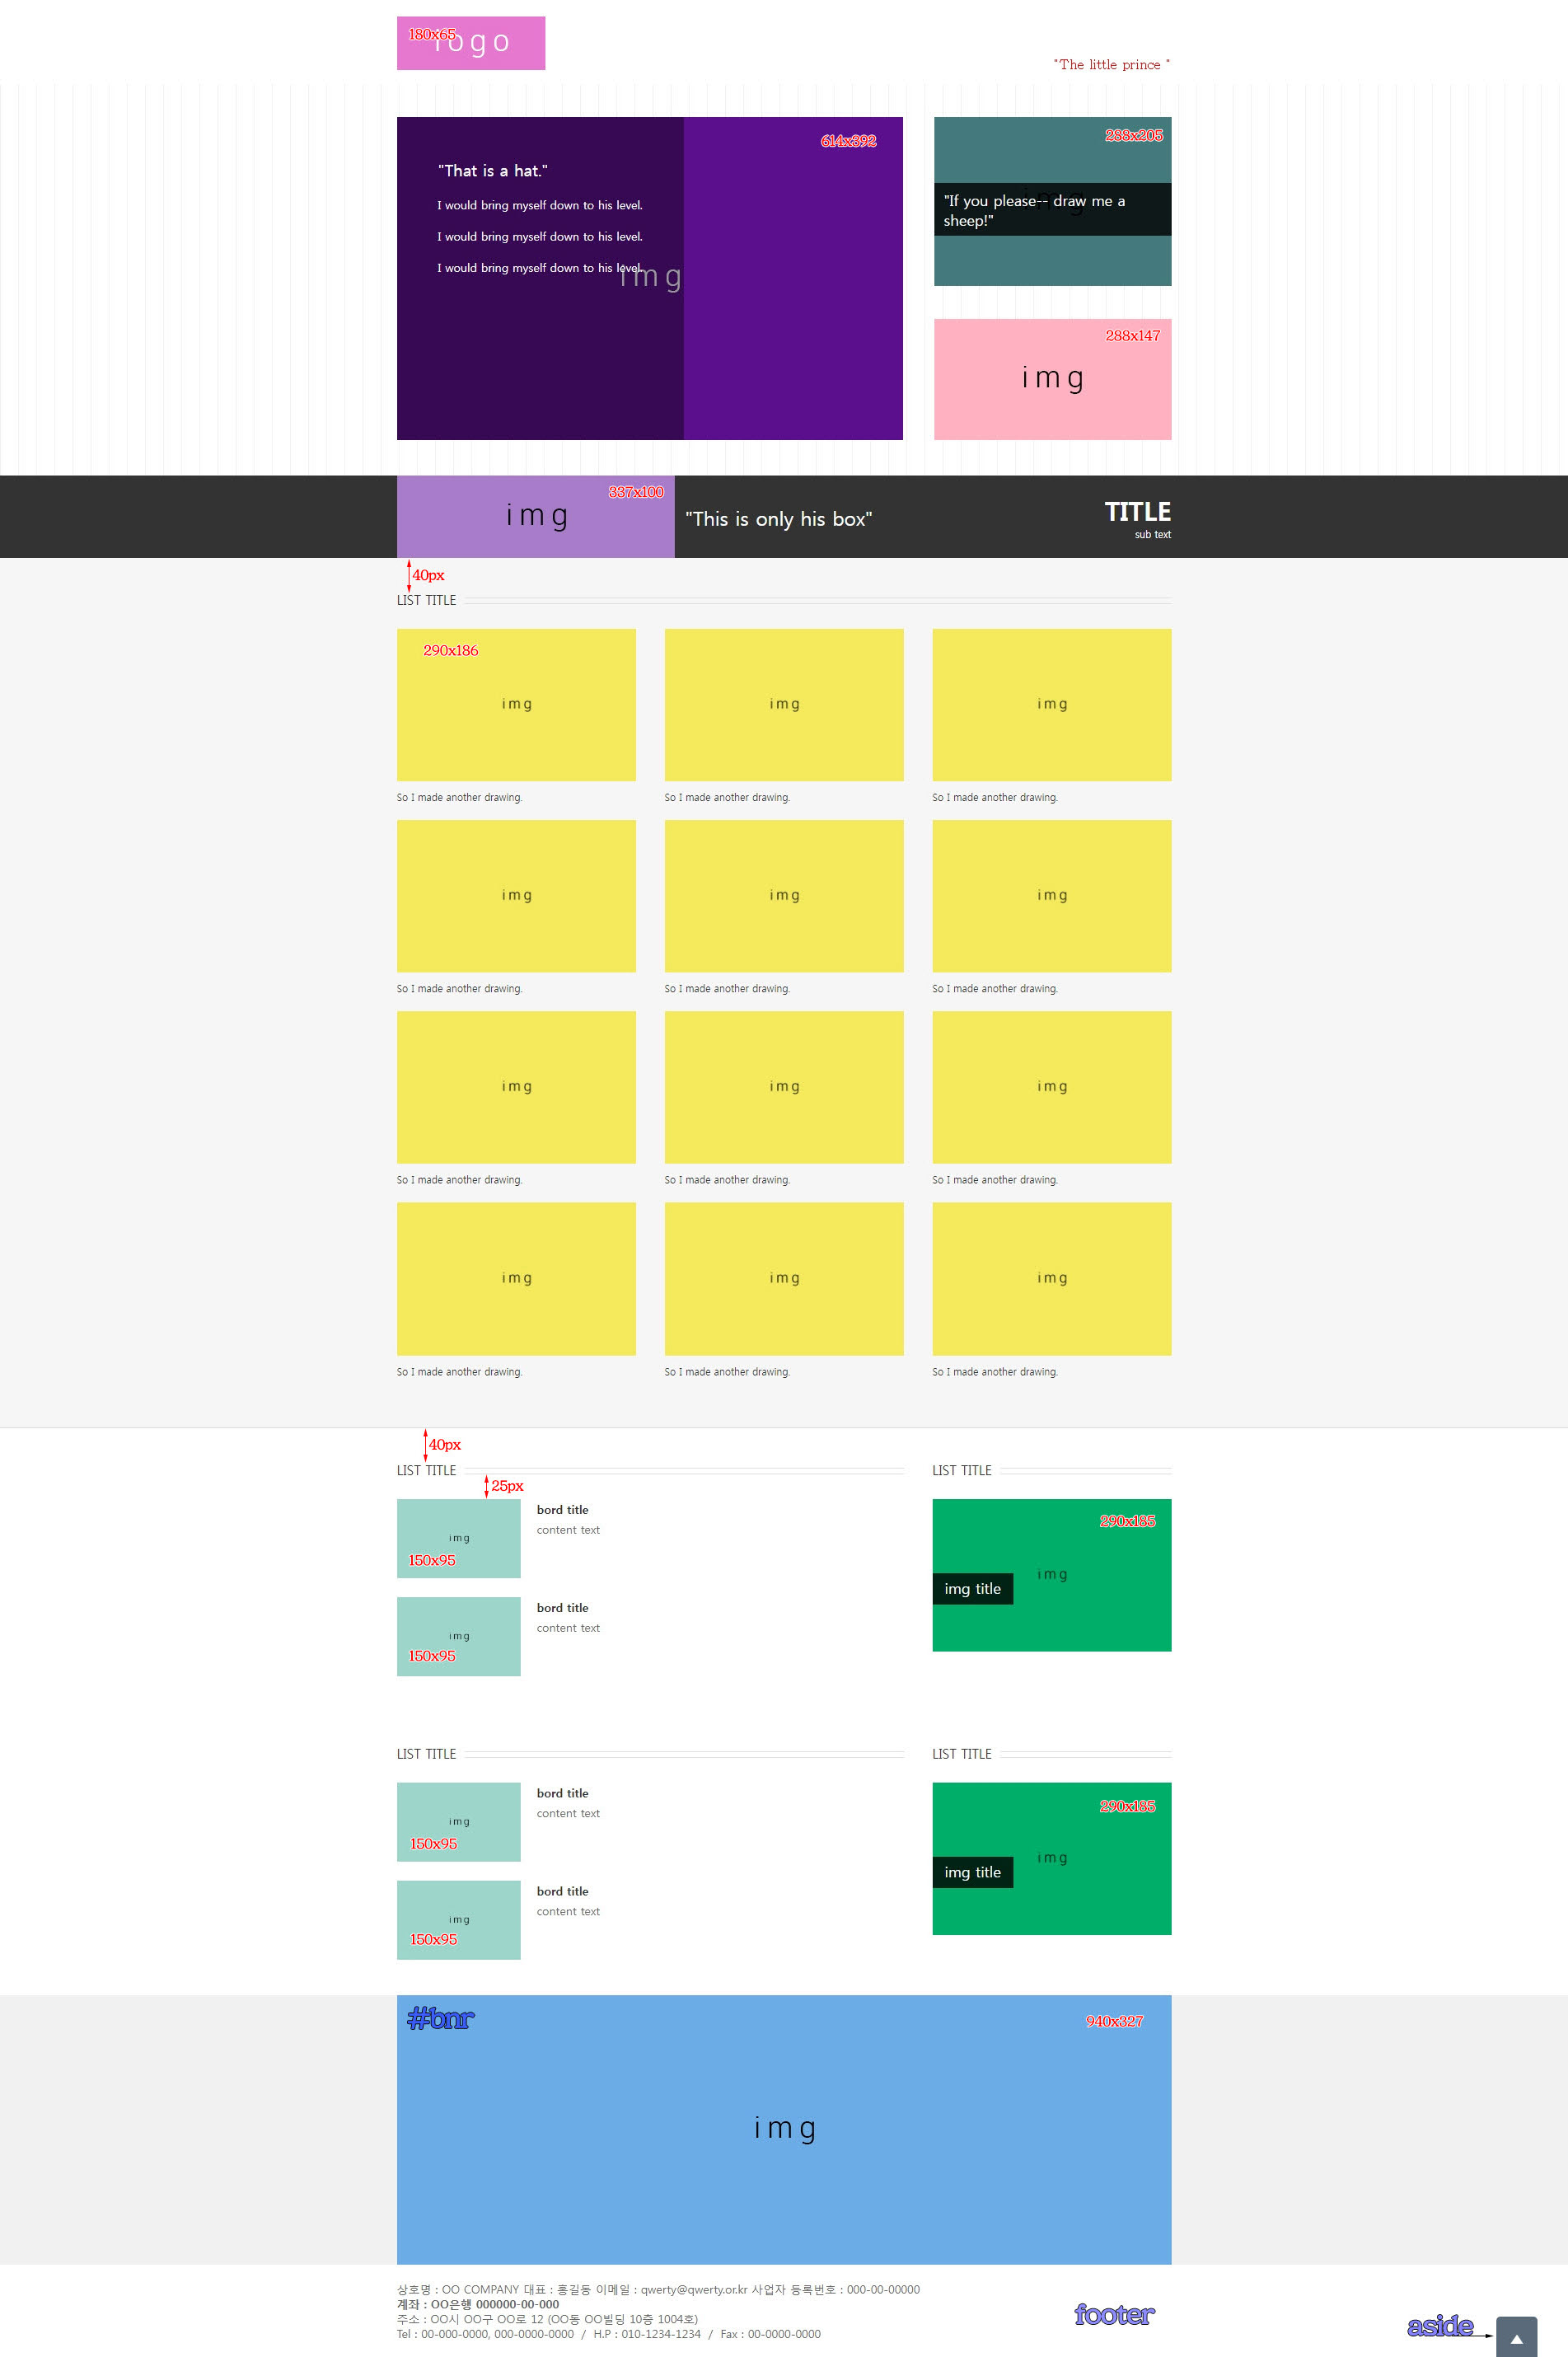 logo
180x65
"The little prince "
614x392
"That is a hat."
I would bring myself down to his level.
I would bring myself down to his level.
I would bring myself down to his level.
img
288x205
img
"If you please-- draw me a
sheep!"
288x147
img
337x100
img
"This is only his box"
TITLE
sub text
40px
LIST TITLE
290x186
img
img
img
So I made another drawing.
So I made another drawing.
So I made another drawing.
img
img
img
So I made another drawing.
So I made another drawing.
So I made another drawing.
img
img
img
So I made another drawing.
So I made another drawing.
So I made another drawing.
img
img
img
So I made another drawing.
So I made another drawing.
So I made another drawing.
40px
LIST TITLE
25px
img
150x95
bord title
content text
img
150x95
bord title
content text
LIST TITLE
290x185
img
img title
LIST TITLE
img
150x95
bord title
content text
img
150x95
bord title
content text
LIST TITLE
290x185
img
img title
#bnr
940x327
img
상호명 : OO COMPANY 대표 : 홍길동 이메일 : qwerty@qwerty.or.kr 사업자 등록번호 : 000-00-00000
계좌 : OO은행 000000-00-000
주소 : OO시 OO구 OO로 12 (OO동 OO빌딩 10층 1004호)
Tel : 00-000-0000, 000-0000-0000 / H.P : 010-1234-1234 / Fax : 00-0000-0000
footer
aside